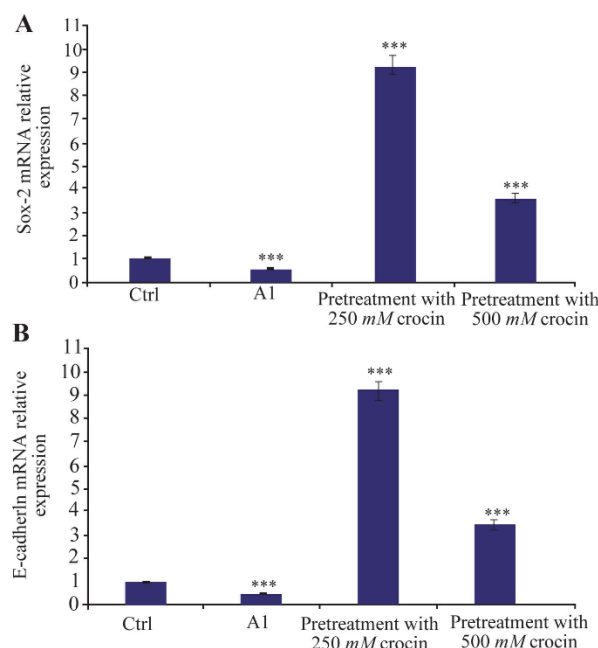 A
11
10
9
8
7
6
5
4
3
2
1
0
Sox-2 mRNA relative
expression
***
***
***
Ctrl
A1
Pretreatment with
250 mM crocin
Pretreatment with
500 mM crocin
B
11
10
9
8
7
6
5
4
3
2
1
0
E-cadherln mRNA relative
expression
***
***
***
Ctrl
A1
Pretreatment with
250 mM crocin
Pretreatment with
500 mM crocin